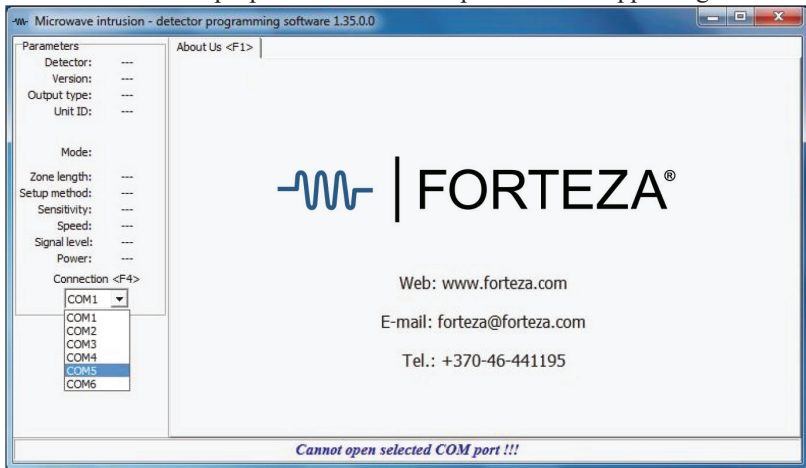 Microwave intrusion - detector programming software 1.35.0.0
Parameters
Detector: ---
Version: ---
Output type: ---
Unit ID: ---
Mode:
Zone length: ---
Setup method: ---
Sensitivity: ---
Speed: ---
Signal level: ---
Power: ---
Connection <F4>
COM1
COM1
COM2
COM3
COM4
COM5
COM6
About Us <F1>
FORTEZA®
Web: www.forteza.com
E-mail: forteza@forteza.com
Tel.: +370-46-441195
Cannot open selected COM port !!!